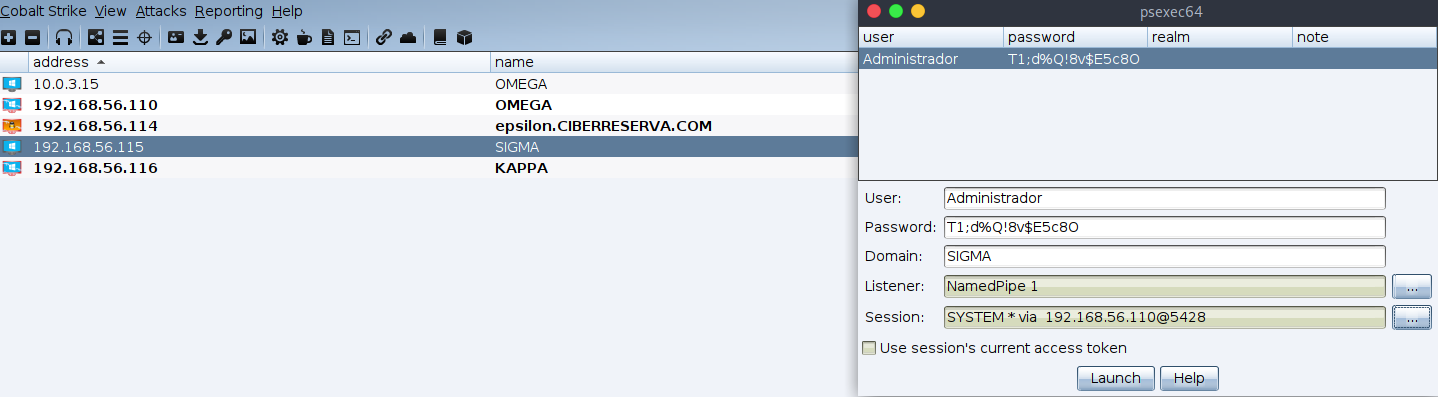 Cobalt Strike View Attacks Reporting Help
address name
10.0.3.15 OMEGA
192.168.56.110 OMEGA
192.168.56.114 epsilon.CIBERRESERVA.COM
192.168.56.115 SIGMA
192.168.56.116 KAPPA
psexec64
user password realm note
Administrador T1;d%Q!8v$E5c8O
User: Administrador
Password: T1;d%Q!8v$E5c8O
Domain: SIGMA
Listener: NamedPipe 1 ...
Session: SYSTEM * via 192.168.56.110@5428 ...
Use session's current access token
Launch Help